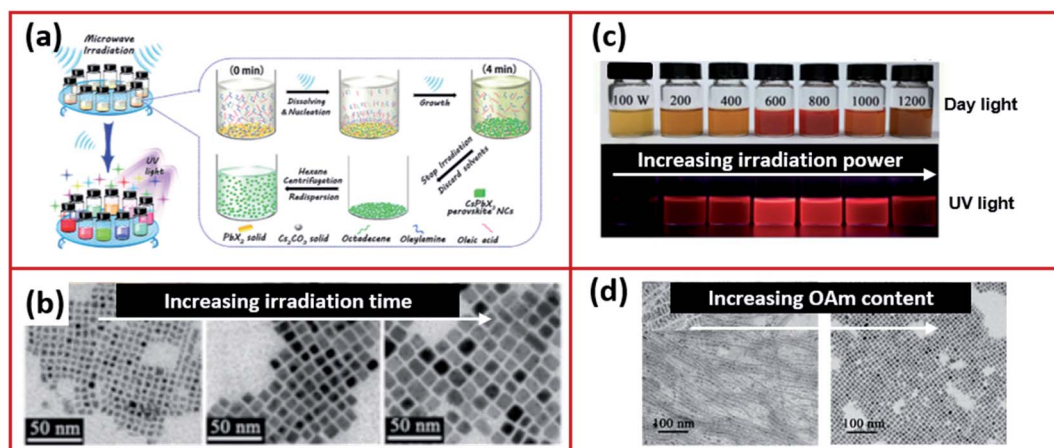 (a)
Microwave
Irradiation
(0 min)
(4 min)
Dissolving
& Nucleation
Growth
UV
light
Hexane
Centrifugation
Redispersion
Stop Irradiation
Discard solvents
CsPbX₃
perovskite NCs
PbX₂ solid
Cs₂CO₃ solid
Octadecene
Oleylamine
Oleic acid
(c)
100 W 200 400 600 800 1000 1200
Day light
Increasing irradiation power
UV light
(b)
Increasing irradiation time
50 nm
50 nm
50 nm
(d)
Increasing OAm content
100 nm
100 nm